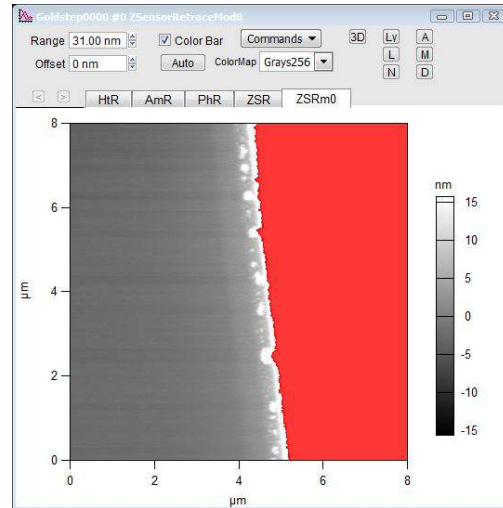 Goldstep0000 #0 ZSensorRetraceMod0
Range 31.00 nm Color Bar Commands 3D Ly A
Offset 0 nm Auto ColorMap Grays256 L M
N D
< > HtR AmR PhR ZSR ZSRm0
8
6
4
2
0
µm
0 2 4 6 8
µm
nm
15
10
5
0
-5
-10
-15